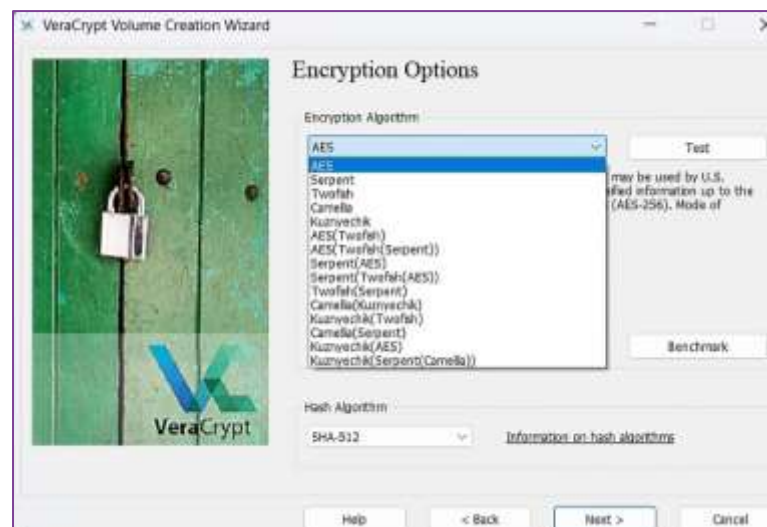 VeraCrypt Volume Creation Wizard
Encryption Options
Encryption Algorithm
AES
Test
AES
Serpent
Twofish
Camellia
Kuznyechik
AES(Twofish)
AES(Twofish(Serpent))
Serpent(AES)
Serpent(Twofish(AES))
Twofish(Serpent)
Camellia(Kuznyechik)
Kuznyechik(Twofish)
Camellia(Serpent)
Kuznyechik(AES)
Kuznyechik(Serpent(Camellia))
may be used by U.S.
ified information up to the
(AES-256). Mode of
Benchmark
VeraCrypt
Hash Algorithm
SHA-512
Information on hash algorithms
Help
< Back
Next >
Cancel